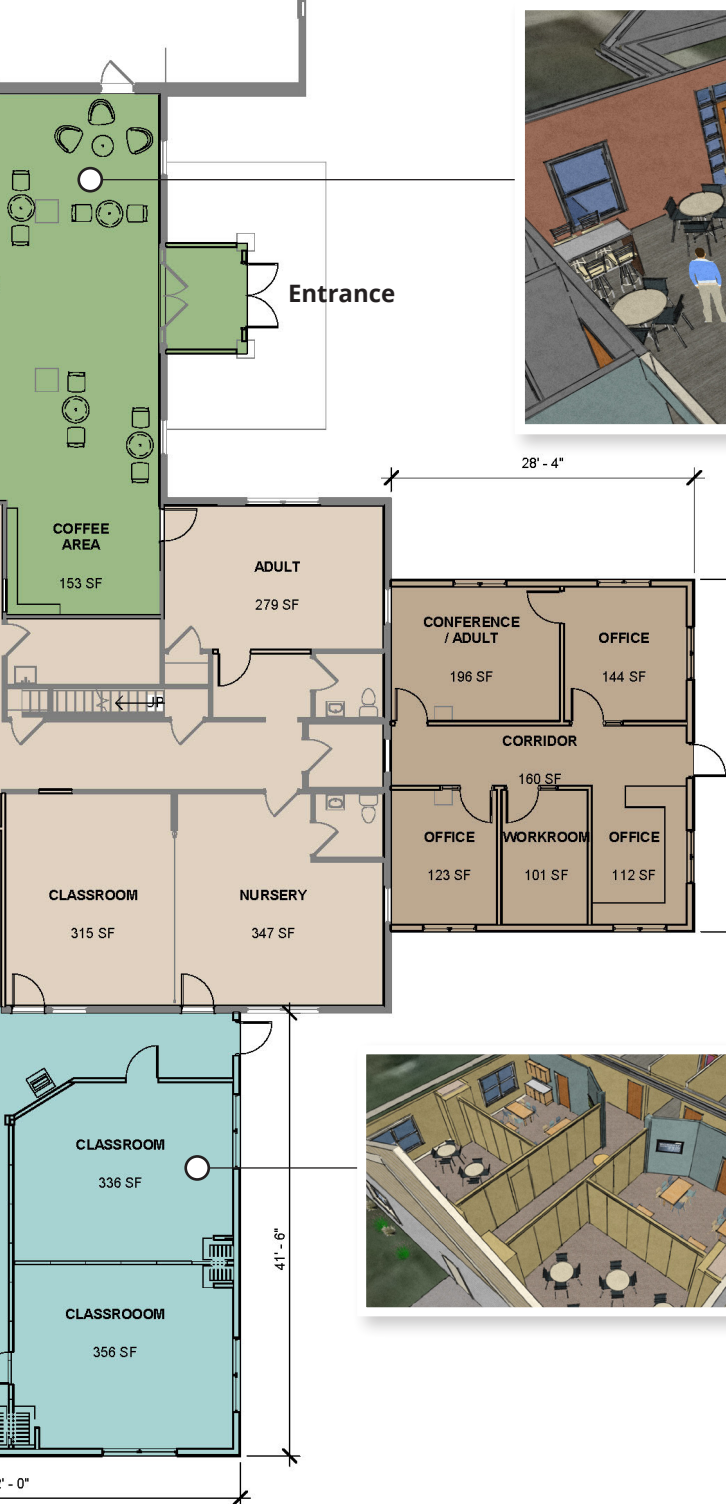 Entrance
28' - 4"
COFFEE
AREA
153 SF
ADULT
279 SF
CONFERENCE
/ ADULT
196 SF
OFFICE
144 SF
UP
CORRIDOR
160 SF
OFFICE
123 SF
WORKROOM
101 SF
OFFICE
112 SF
CLASSROOM
315 SF
NURSERY
347 SF
CLASSROOM
336 SF
41' - 6"
CLASSROOOM
356 SF
' - 0"